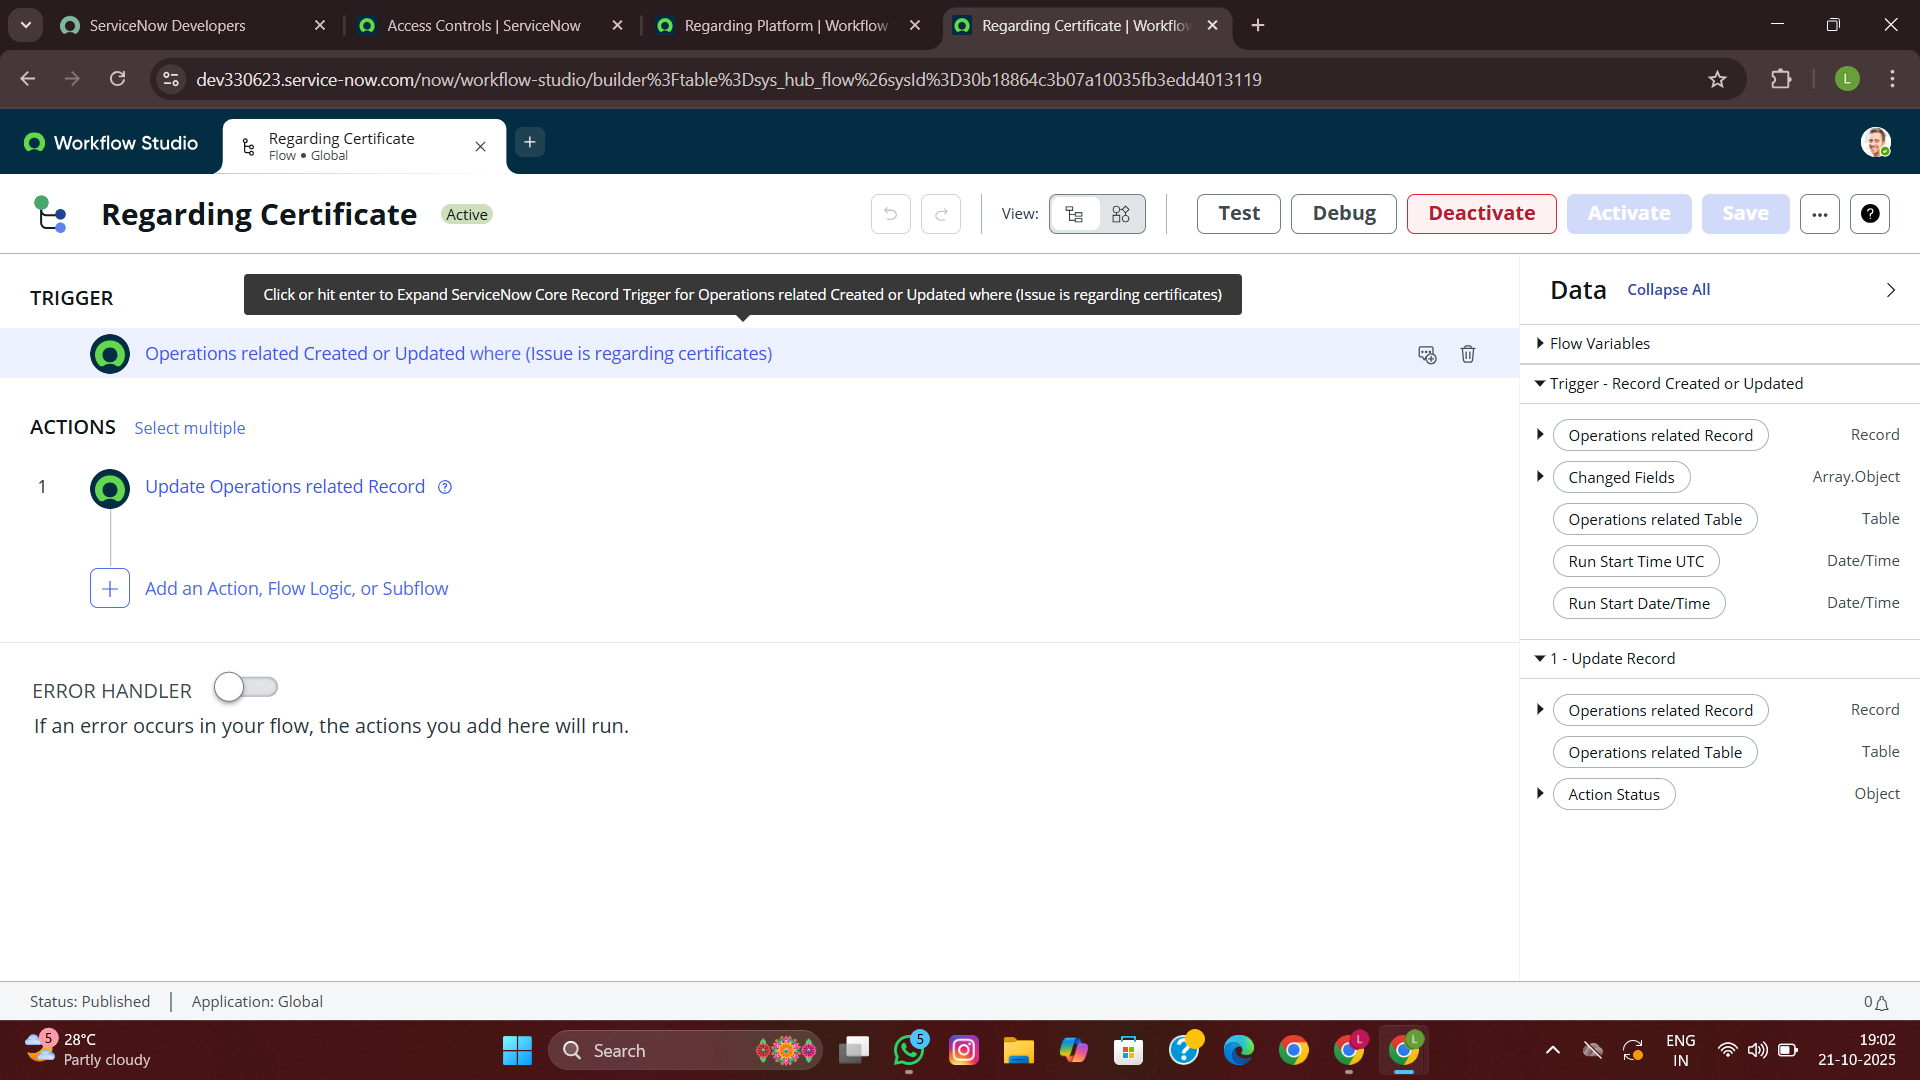 ServiceNow Developers
Access Controls | ServiceNow
Regarding Platform | Workflow
Regarding Certificate | Workflow
dev330623.service-now.com/now/workflow-studio/builder%3Ftable%3Dsys_hub_flow%26sysId%3D30b18864c3b07a10035fb3edd4013119
L
Workflow Studio
Regarding Certificate
Flow • Global
Regarding Certificate
Active
View:
Test
Debug
Deactivate
Activate
Save
TRIGGER
Click or hit enter to Expand ServiceNow Core Record Trigger for Operations related Created or Updated where (Issue is regarding certificates)
Operations related Created or Updated where (Issue is regarding certificates)
ACTIONS
Select multiple
1
Update Operations related Record
Add an Action, Flow Logic, or Subflow
ERROR HANDLER
If an error occurs in your flow, the actions you add here will run.
Data
Collapse All
Flow Variables
Trigger - Record Created or Updated
Operations related Record
Record
Changed Fields
Array.Object
Operations related Table
Table
Run Start Time UTC
Date/Time
Run Start Date/Time
Date/Time
1 - Update Record
Operations related Record
Record
Operations related Table
Table
Action Status
Object
Status: Published
Application: Global
0
5
28°C
Partly cloudy
Search
5
L
L
ENG
IN
19:02
21-10-2025